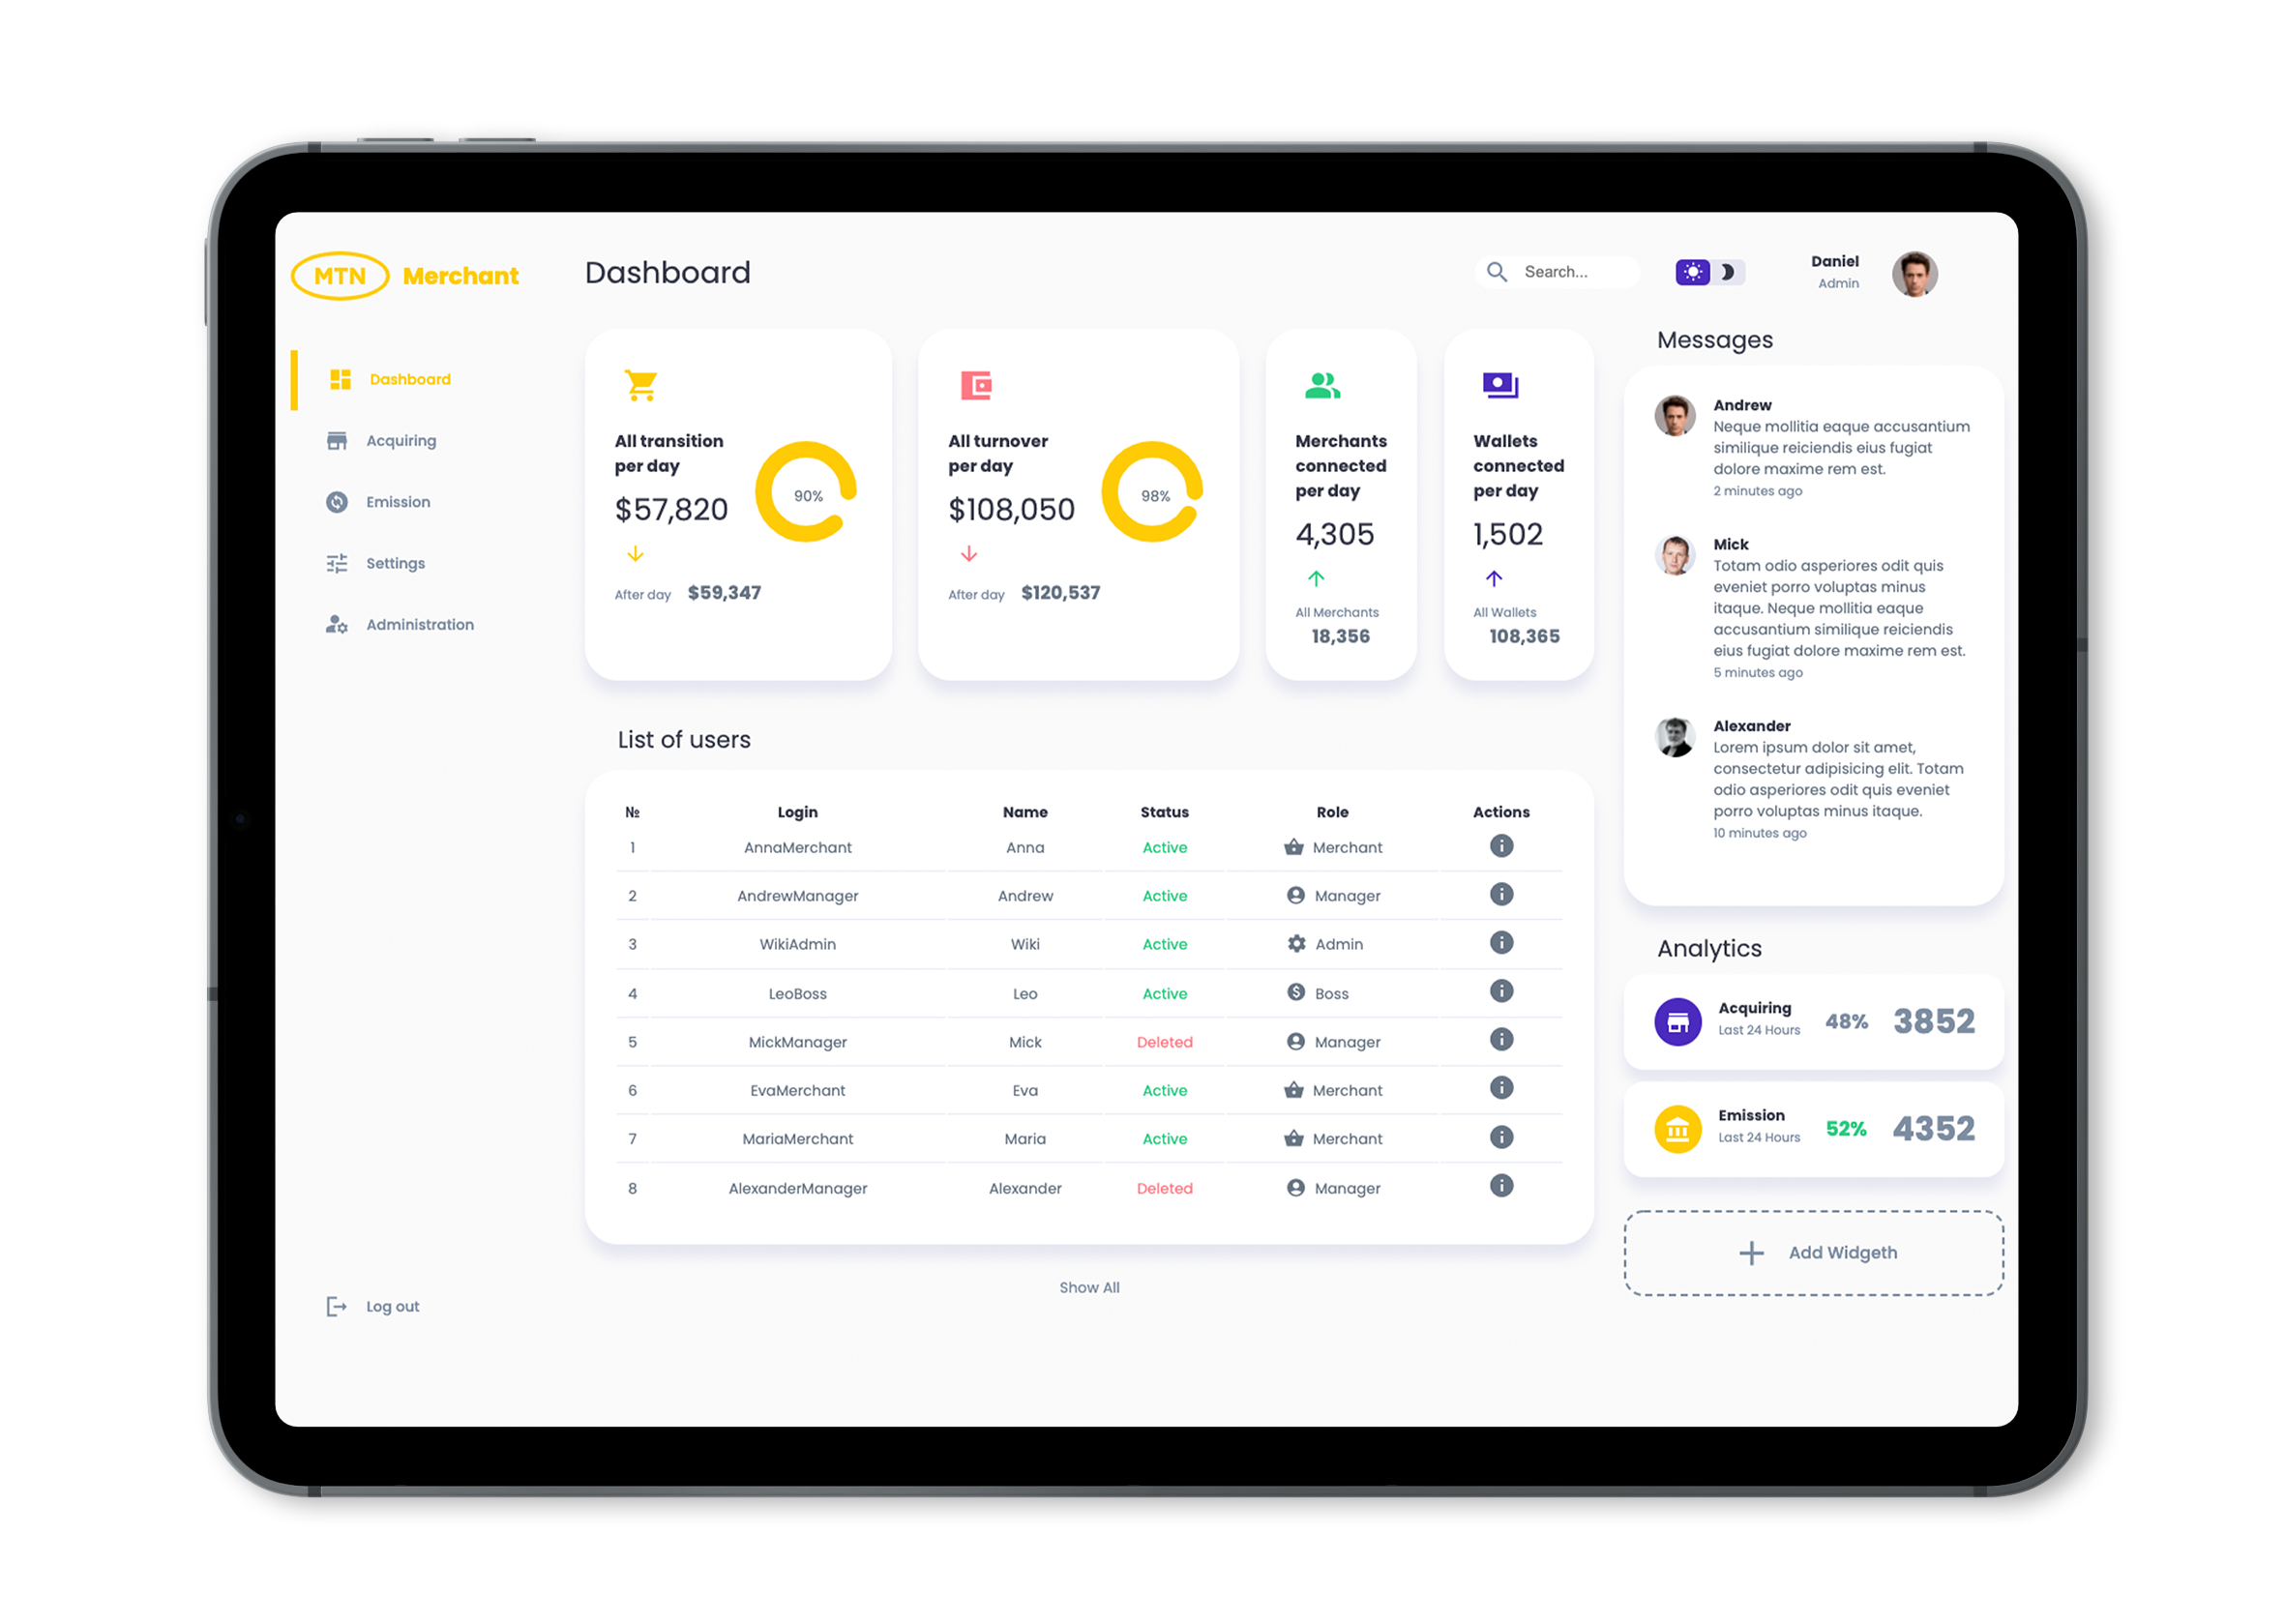 MTN Merchant
Dashboard
Acquiring
Emission
Settings
Administration
Log out
Dashboard
Search...
Daniel
Admin
All transition
per day
$57,820
90%
After day $59,347
All turnover
per day
$108,050
98%
After day $120,537
Merchants
connected
per day
4,305
All Merchants
18,356
Wallets
connected
per day
1,502
All Wallets
108,365
List of users
№ Login Name Status Role Actions
1 AnnaMerchant Anna Active Merchant
2 AndrewManager Andrew Active Manager
3 WikiAdmin Wiki Active Admin
4 LeoBoss Leo Active Boss
5 MickManager Mick Deleted Manager
6 EvaMerchant Eva Active Merchant
7 MariaMerchant Maria Active Merchant
8 AlexanderManager Alexander Deleted Manager
Show All
Messages
Andrew
Neque mollitia eaque accusantium
similique reiciendis eius fugiat
dolore maxime rem est.
2 minutes ago
Mick
Totam odio asperiores odit quis
eveniet porro voluptas minus
itaque. Neque mollitia eaque
accusantium similique reiciendis
eius fugiat dolore maxime rem est.
5 minutes ago
Alexander
Lorem ipsum dolor sit amet,
consectetur adipisicing elit. Totam
odio asperiores odit quis eveniet
porro voluptas minus itaque.
10 minutes ago
Analytics
Acquiring
Last 24 Hours
48%
3852
Emission
Last 24 Hours
52%
4352
Add Widgeth